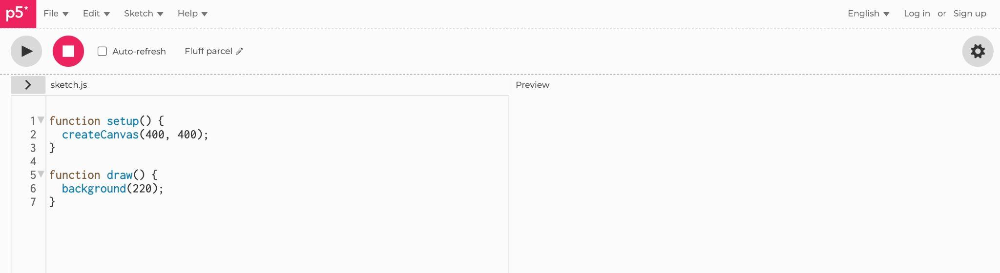 p5* File Edit Sketch Help English Log in or Sign up
Auto-refresh Fluff parcel
sketch.js Preview
1 function setup() {
2   createCanvas(400, 400);
3 }
4
5 function draw() {
6   background(220);
7 }